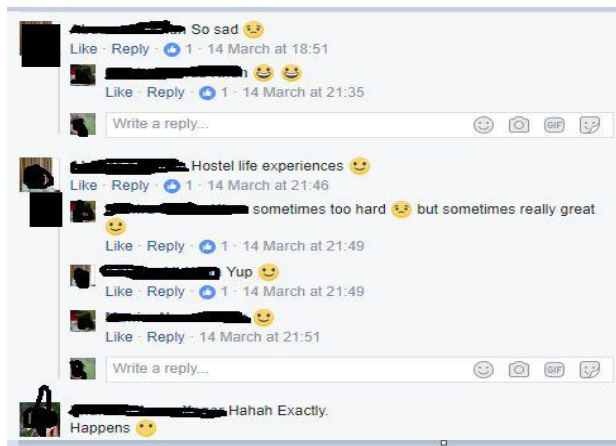 So sad 😒
Like · Reply · 1 · 14 March at 18:51
😀 😀
Like · Reply · 1 · 14 March at 21:35
Write a reply...
GIF
Hostel life experiences 🙂
Like · Reply · 1 · 14 March at 21:46
sometimes too hard 😒 but sometimes really great
🙂
Like · Reply · 1 · 14 March at 21:49
Yup 🙂
Like · Reply · 1 · 14 March at 21:49
🙂
Like · Reply · 14 March at 21:51
Write a reply...
GIF
Hahah Exactly.
Happens 😶